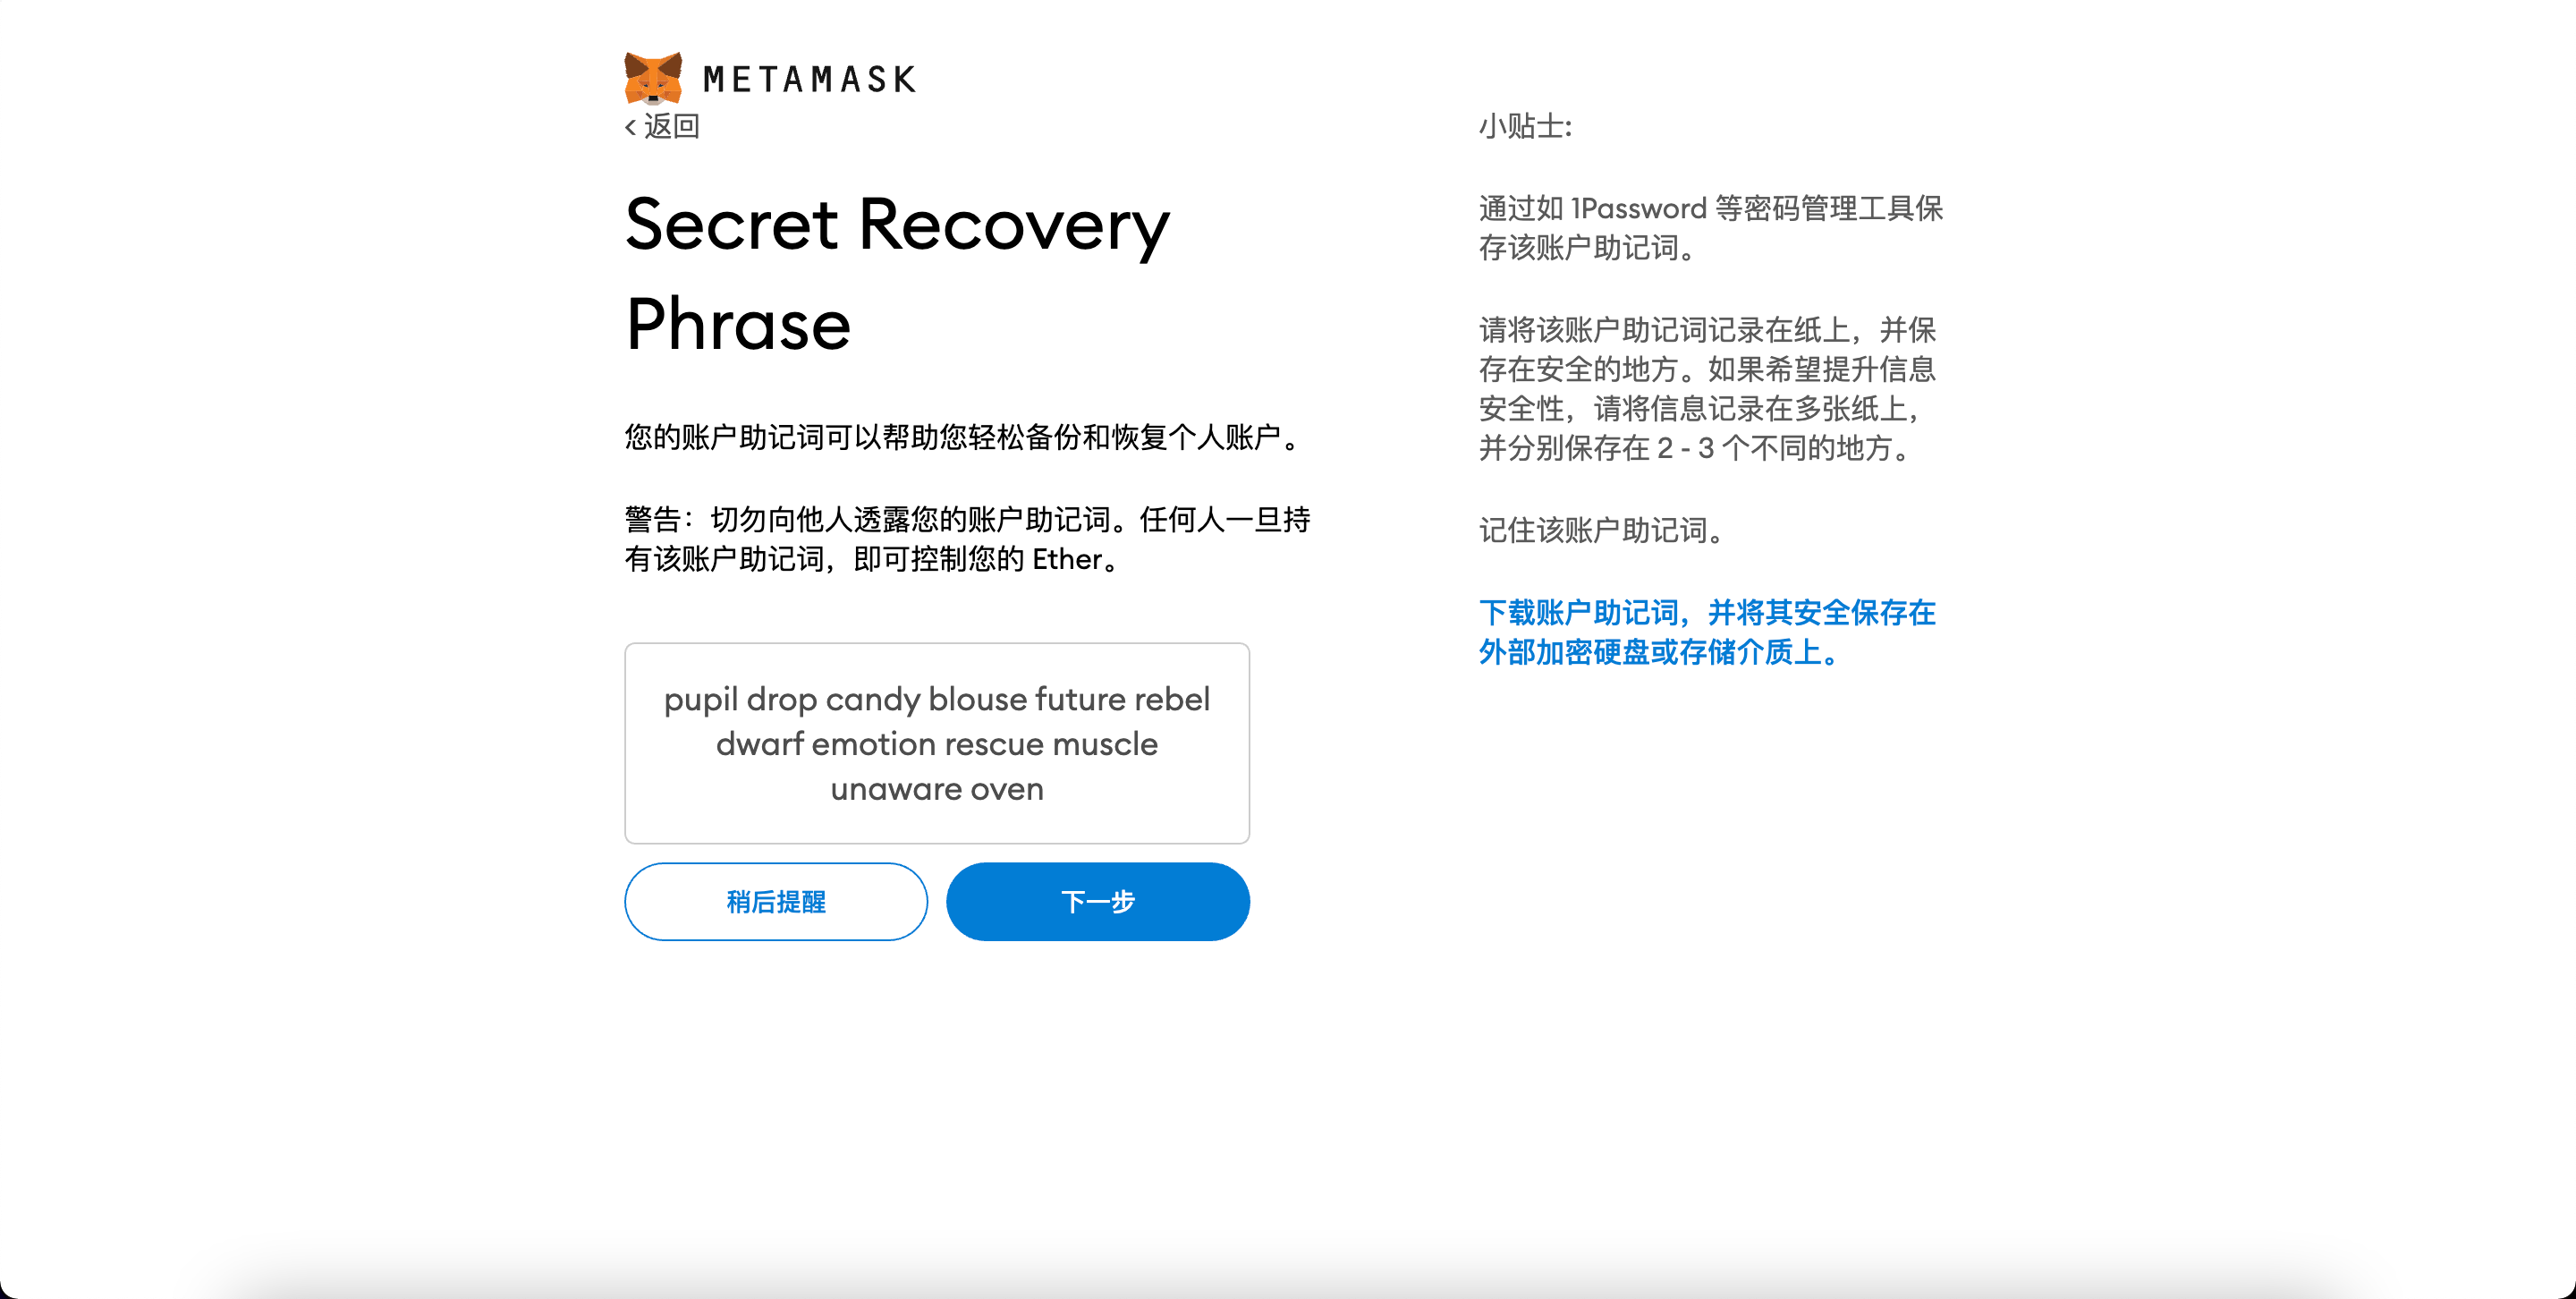 METAMASK
< 返回
Secret Recovery
Phrase
您的账户助记词可以帮助您轻松备份和恢复个人账户。
警告：切勿向他人透露您的账户助记词。任何人一旦持
有该账户助记词，即可控制您的 Ether。
pupil drop candy blouse future rebel
dwarf emotion rescue muscle
unaware oven
稍后提醒
下一步
小贴士:
通过如 1Password 等密码管理工具保
存该账户助记词。
请将该账户助记词记录在纸上，并保
存在安全的地方。如果希望提升信息
安全性，请将信息记录在多张纸上，
并分别保存在 2 - 3 个不同的地方。
记住该账户助记词。
下载账户助记词，并将其安全保存在
外部加密硬盘或存储介质上。